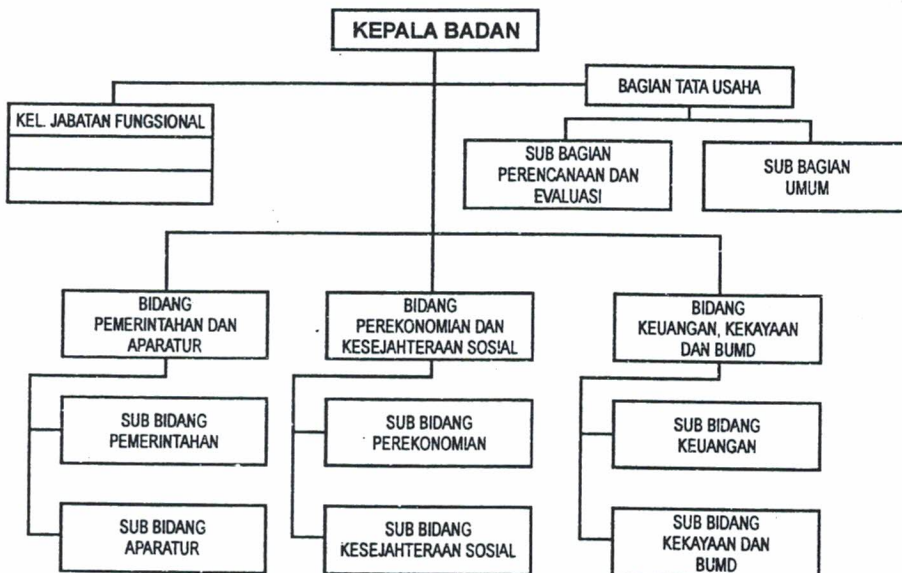 KEPALA BADAN
BAGIAN TATA USAHA
KEL. JABATAN FUNGSIONAL
SUB BAGIAN
PERENCANAAN DAN
EVALUASI
SUB BAGIAN
UMUM
BIDANG
PEMERINTAHAN DAN
APARATUR
BIDANG
PEREKONOMIAN DAN
KESEJAHTERAAN SOSIAL
BIDANG
KEUANGAN, KEKAYAAN
DAN BUMD
SUB BIDANG
PEMERINTAHAN
SUB BIDANG
PEREKONOMIAN
SUB BIDANG
KEUANGAN
SUB BIDANG
APARATUR
SUB BIDANG
KESEJAHTERAAN SOSIAL
SUB BIDANG
KEKAYAAN DAN
BUMD